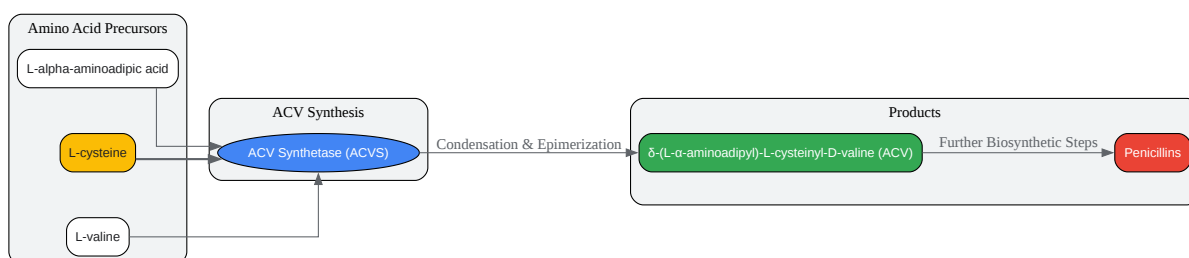 Amino Acid Precursors
L-alpha-aminoadipic acid
L-cysteine
L-valine
ACV Synthesis
ACV Synthetase (ACVS)
Condensation & Epimerization
Products
δ-(L-α-aminoadipyl)-L-cysteinyl-D-valine (ACV)
Further Biosynthetic Steps
Penicillins